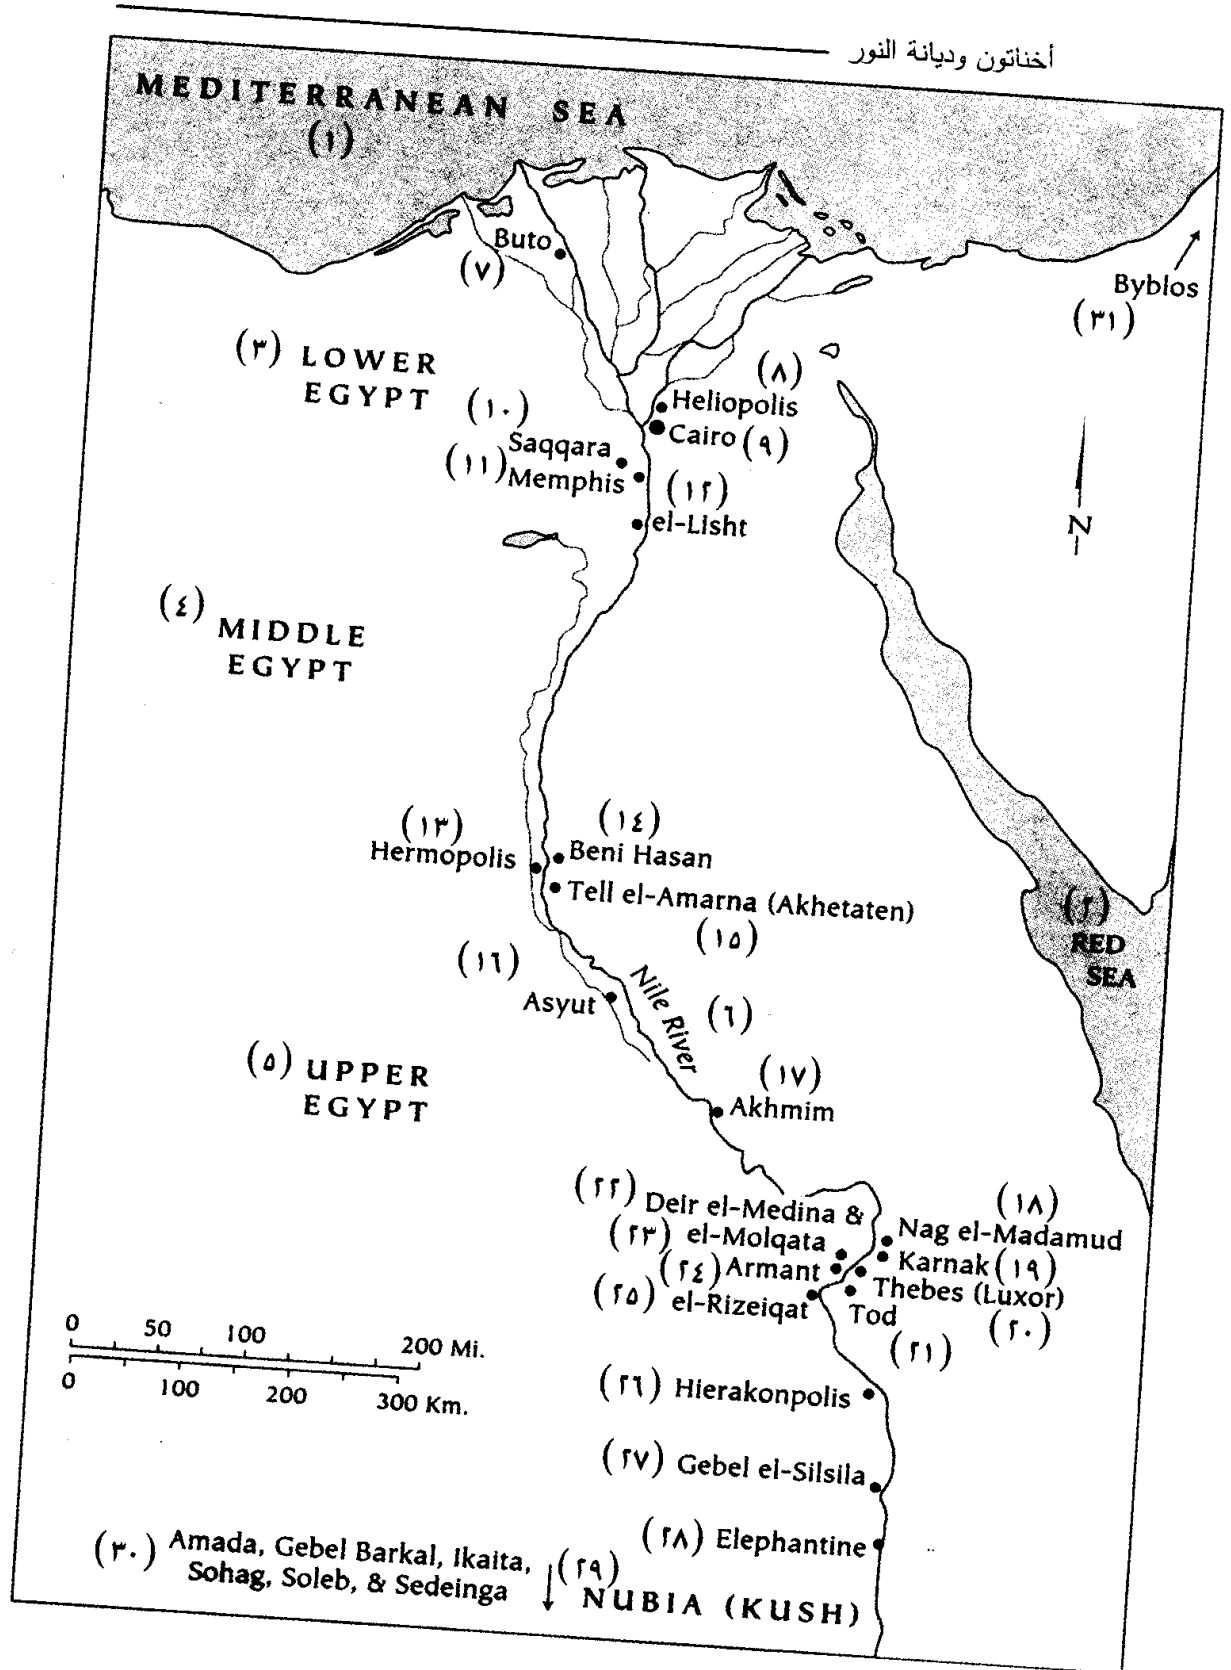 أخناتون وديانة النور
MEDITERRANEAN SEA
(١)
Buto
(٧)
Byblos
(٣١)
(٣) LOWER
EGYPT
(٨)
Heliopolis
Cairo (٩)
(١٠)
Saqqara
(١١) Memphis
(١٢)
el-Lisht
N
(٤)
MIDDLE
EGYPT
(١٣)
Hermopolis
(١٤)
Beni Hasan
Tell el-Amarna (Akhetaten)
(١٥)
(٢)
RED
SEA
(١٦)
Asyut
Nile River
(٦)
(٥) UPPER
EGYPT
(١٧)
Akhmim
(٢٢) Deir el-Medina &
(٢٣) el-Molqata
(٢٤) Armant
(٢٥) el-Rizeiqat
(١٨)
Nag el-Madamud
Karnak (١٩)
Thebes (Luxor)
(٢٠)
Tod
(٢١)
0 50 100 200 Mi.
0 100 200 300 Km.
(٢٦) Hierakonpolis
(٢٧) Gebel el-Silsila
(٢٨) Elephantine
(٣٠) Amada, Gebel Barkal, Ikaita,
Sohag, Soleb, & Sedeinga
(٢٩)
NUBIA (KUSH)